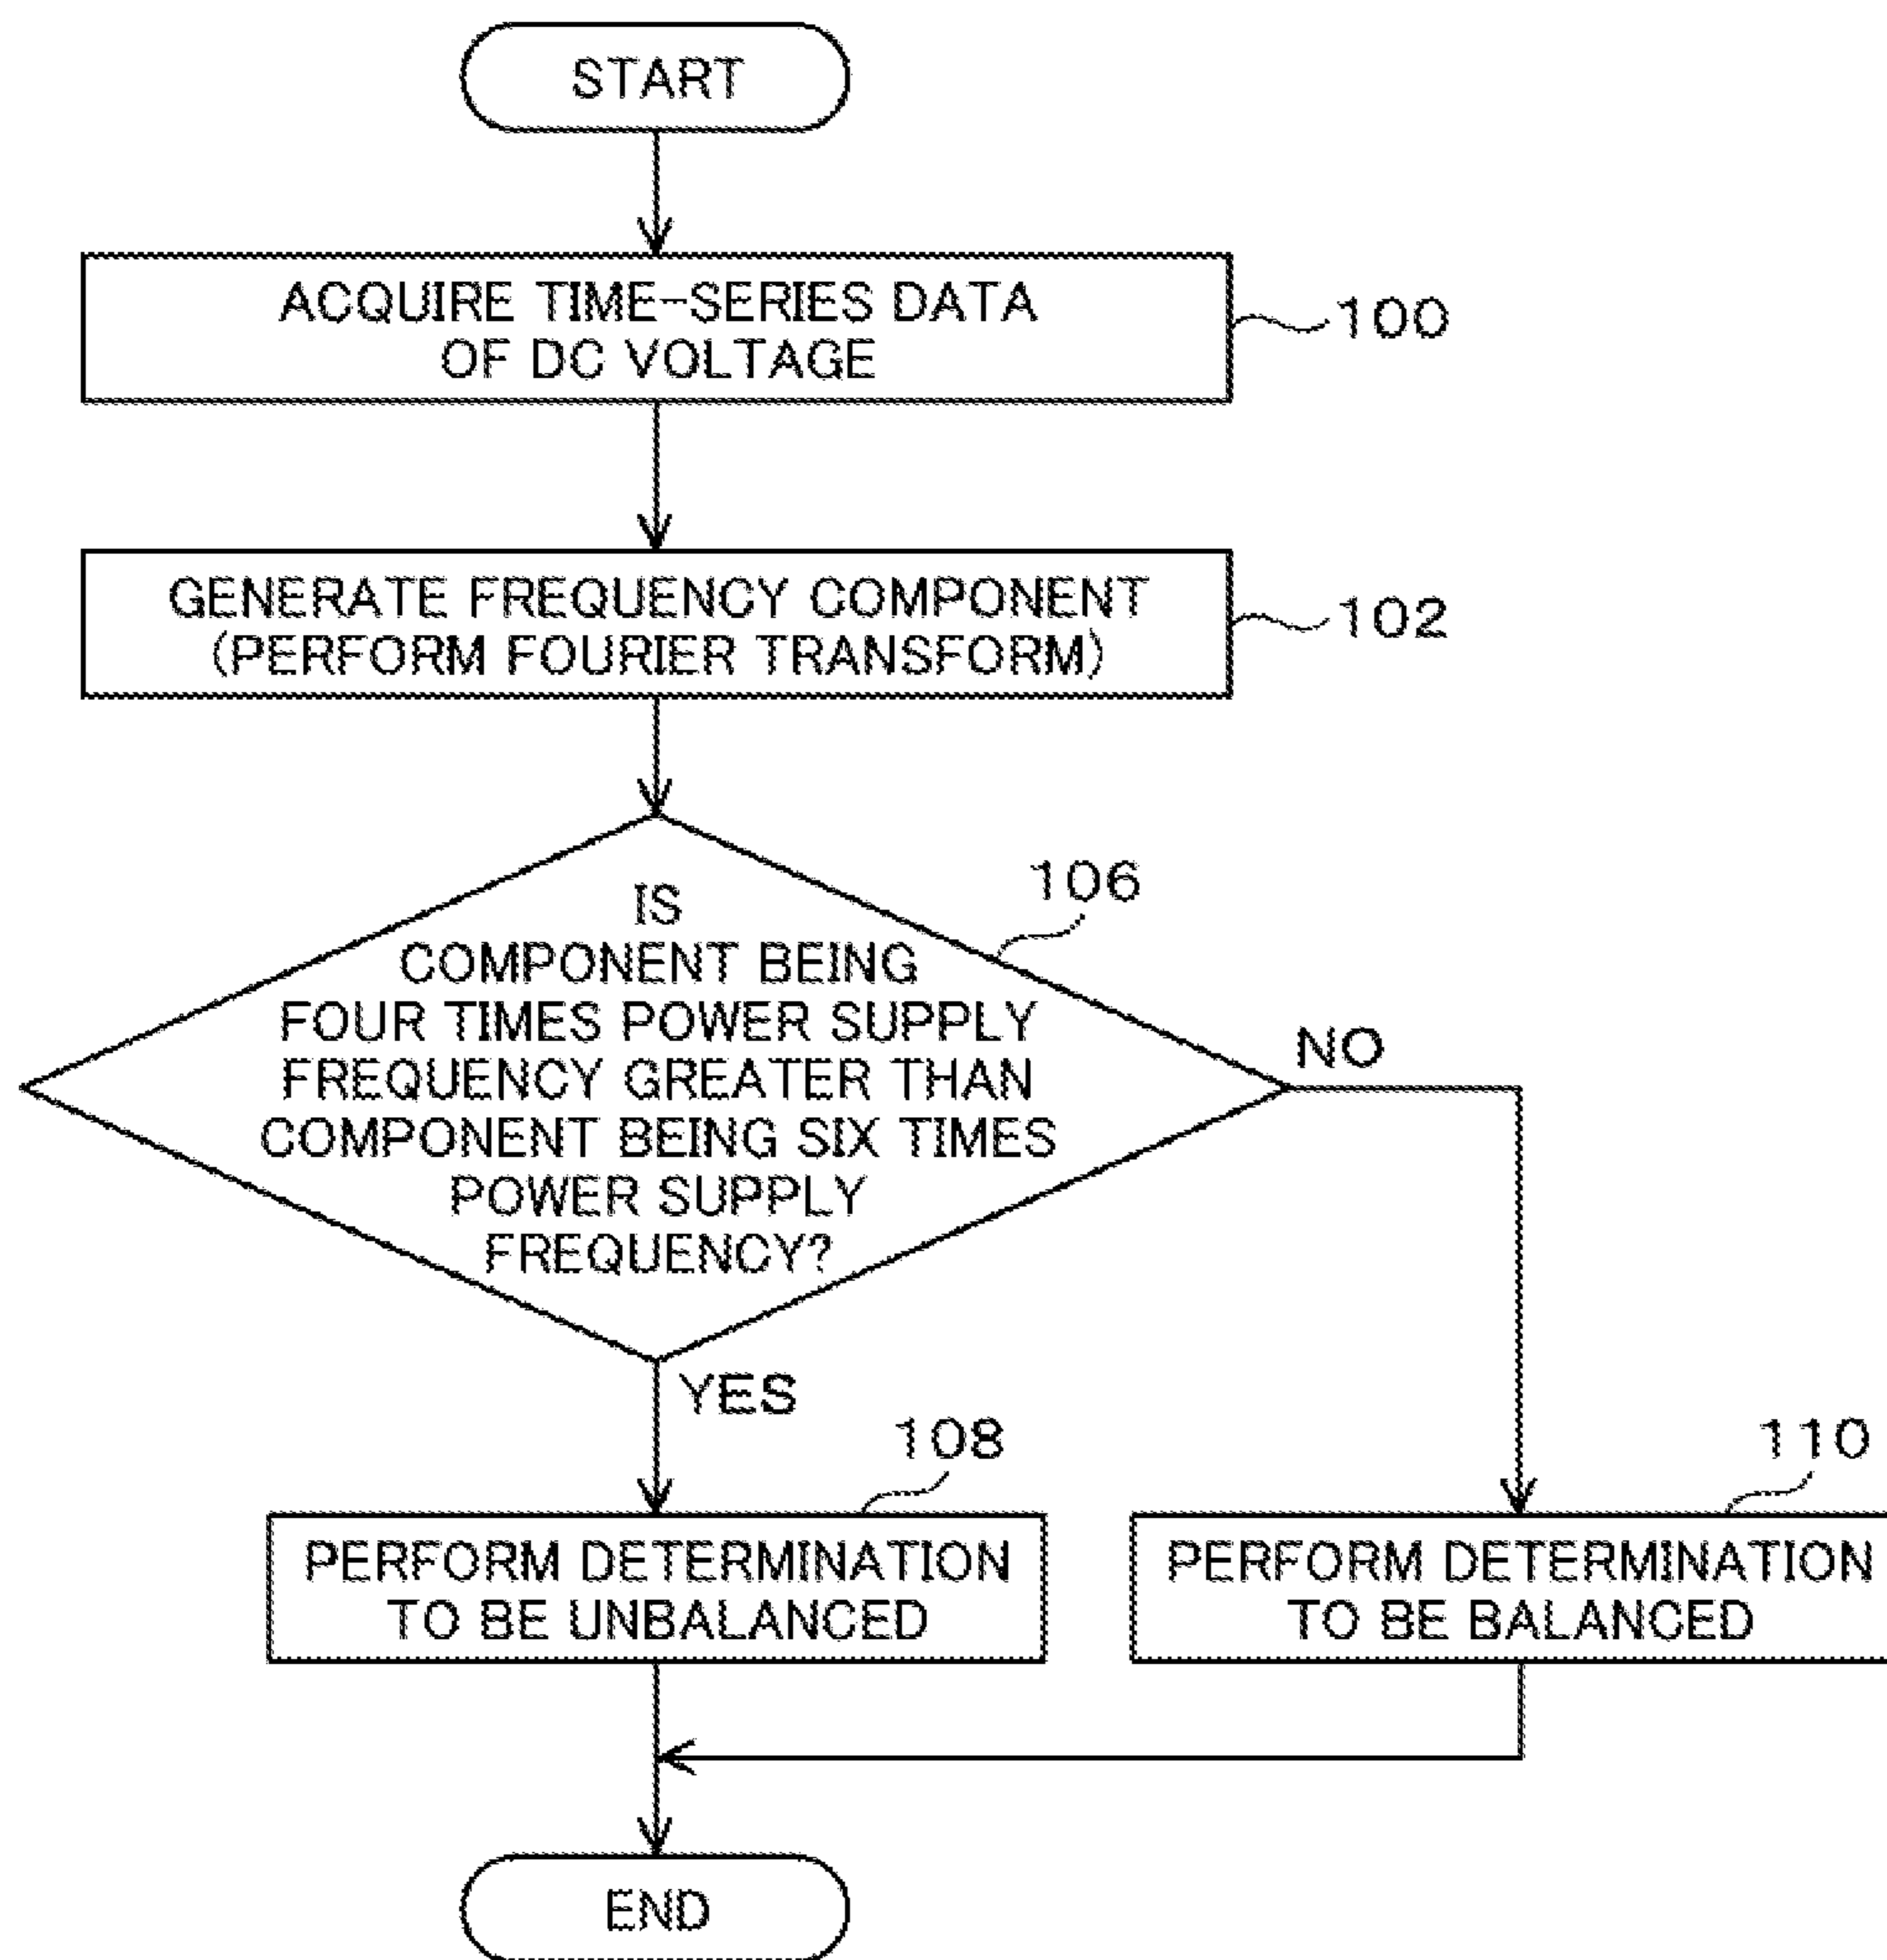 START
ACQUIRE TIME-SERIES DATA
OF DC VOLTAGE
100
GENERATE FREQUENCY COMPONENT
(PERFORM FOURIER TRANSFORM)
102
106
IS
COMPONENT BEING
FOUR TIMES POWER SUPPLY
FREQUENCY GREATER THAN
COMPONENT BEING SIX TIMES
POWER SUPPLY
FREQUENCY?
NO
YES
108
PERFORM DETERMINATION
TO BE UNBALANCED
110
PERFORM DETERMINATION
TO BE BALANCED
END